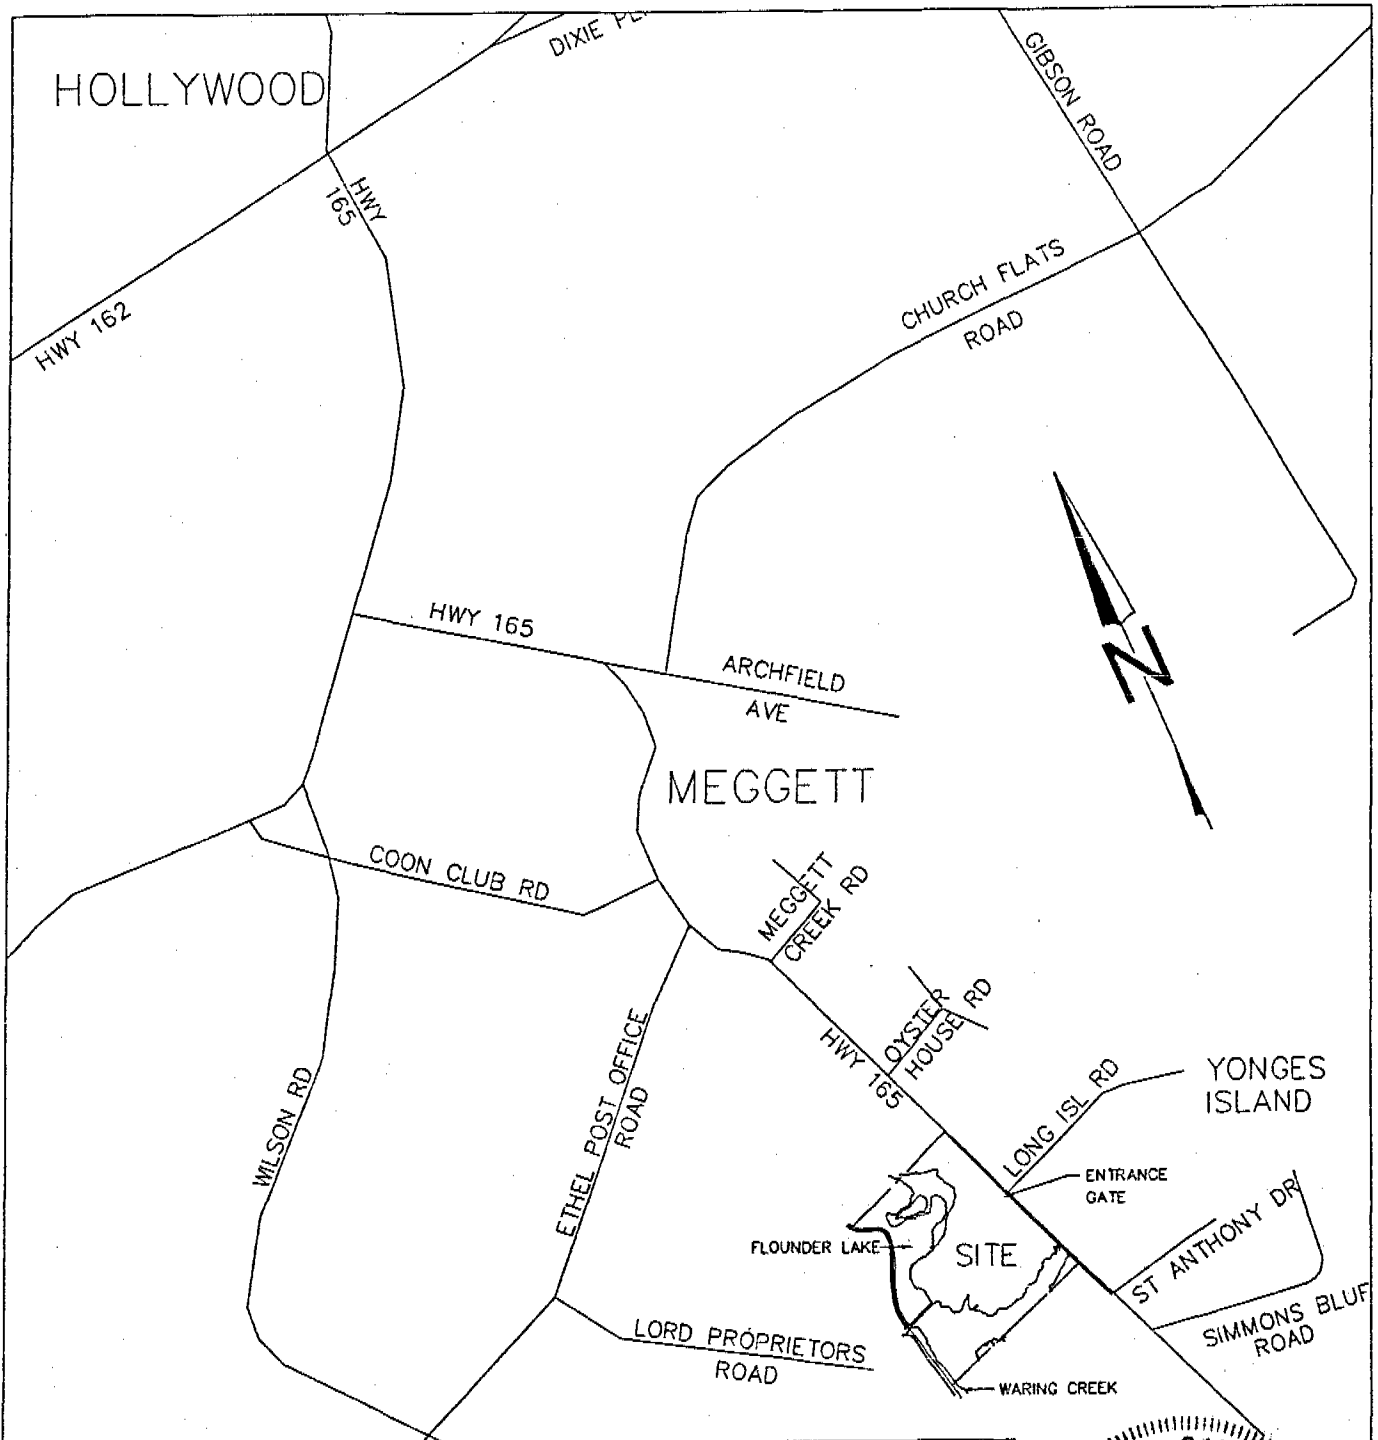 DIXIE
HOLLYWOOD
GIBSON ROAD
HWY
165
CHURCH FLATS
ROAD
HWY 162
HWY 165
ARCHFIELD
AVE
N
MEGGETT
COON CLUB RD
MEGGETT
CREEK RD
OYSTER
HOUSE RD
HWY 165
LONG ISL RD
YONGES
ISLAND
WILSON RD
ETHEL POST OFFICE
ROAD
ENTRANCE
GATE
FLOUNDER LAKE
SITE
ST ANTHONY DR
SIMMONS BLUF
ROAD
LORD PROPRIETORS
ROAD
WARING CREEK